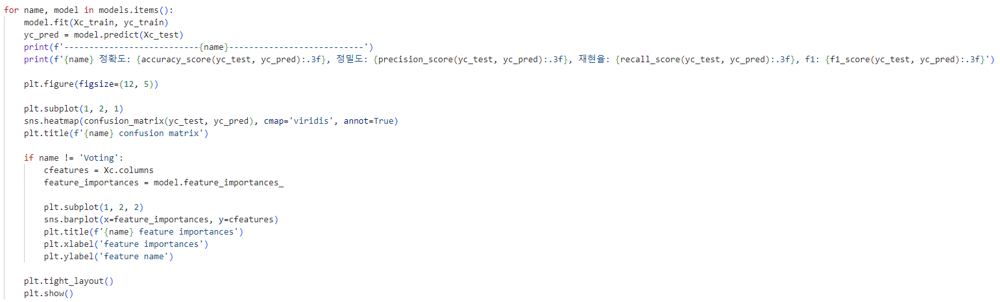 for name, model in models.items():
    model.fit(Xc_train, yc_train)
    yc_pred = model.predict(Xc_test)
    print(f'---------------------------{name}---------------------------')
    print(f'{name} 정확도: {accuracy_score(yc_test, yc_pred):.3f}, 정밀도: {precision_score(yc_test, yc_pred):.3f}, 재현율: {recall_score(yc_test, yc_pred):.3f}, f1: {f1_score(yc_test, yc_pred):.3f}')

    plt.figure(figsize=(12, 5))

    plt.subplot(1, 2, 1)
    sns.heatmap(confusion_matrix(yc_test, yc_pred), cmap='viridis', annot=True)
    plt.title(f'{name} confusion matrix')

    if name != 'Voting':
        cfeatures = Xc.columns
        feature_importances = model.feature_importances_

        plt.subplot(1, 2, 2)
        sns.barplot(x=feature_importances, y=cfeatures)
        plt.title(f'{name} feature importances')
        plt.xlabel('feature importances')
        plt.ylabel('feature name')

    plt.tight_layout()
    plt.show()